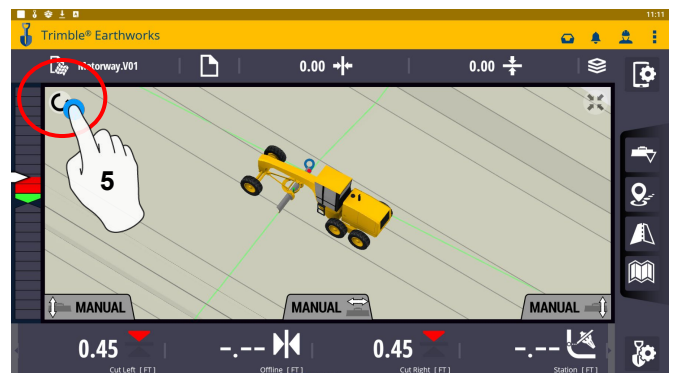 11:11
Trimble® Earthworks
Motorway.V01
0.00
0.00
5
MANUAL
MANUAL
MANUAL
0.45
-.--
0.45
-.--
Cut Left [FT]
Offline [FT]
Cut Right [FT]
Station [FT]